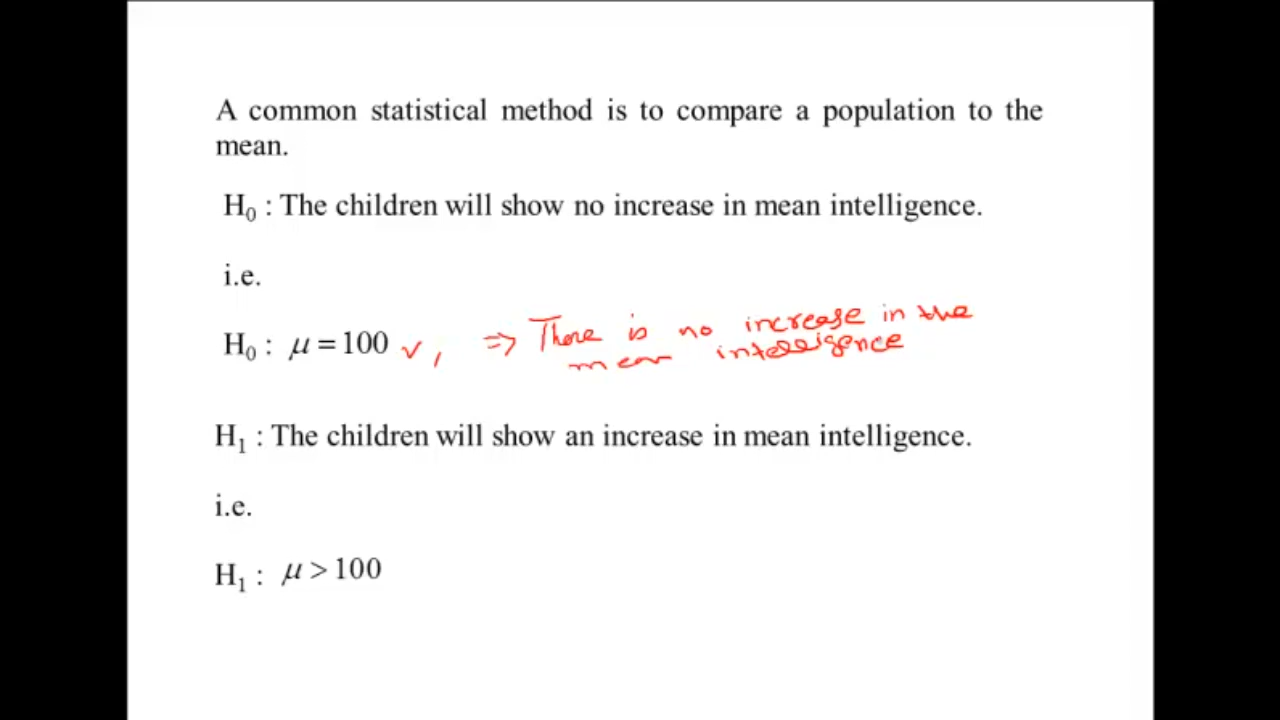 A common statistical method is to compare a population to the
mean.
H₀ : The children will show no increase in mean intelligence.
i.e.
H₀ : μ = 100 ✓, ⇒ There is no increase in the
mean intelligence
H₁ : The children will show an increase in mean intelligence.
i.e.
H₁ : μ > 100